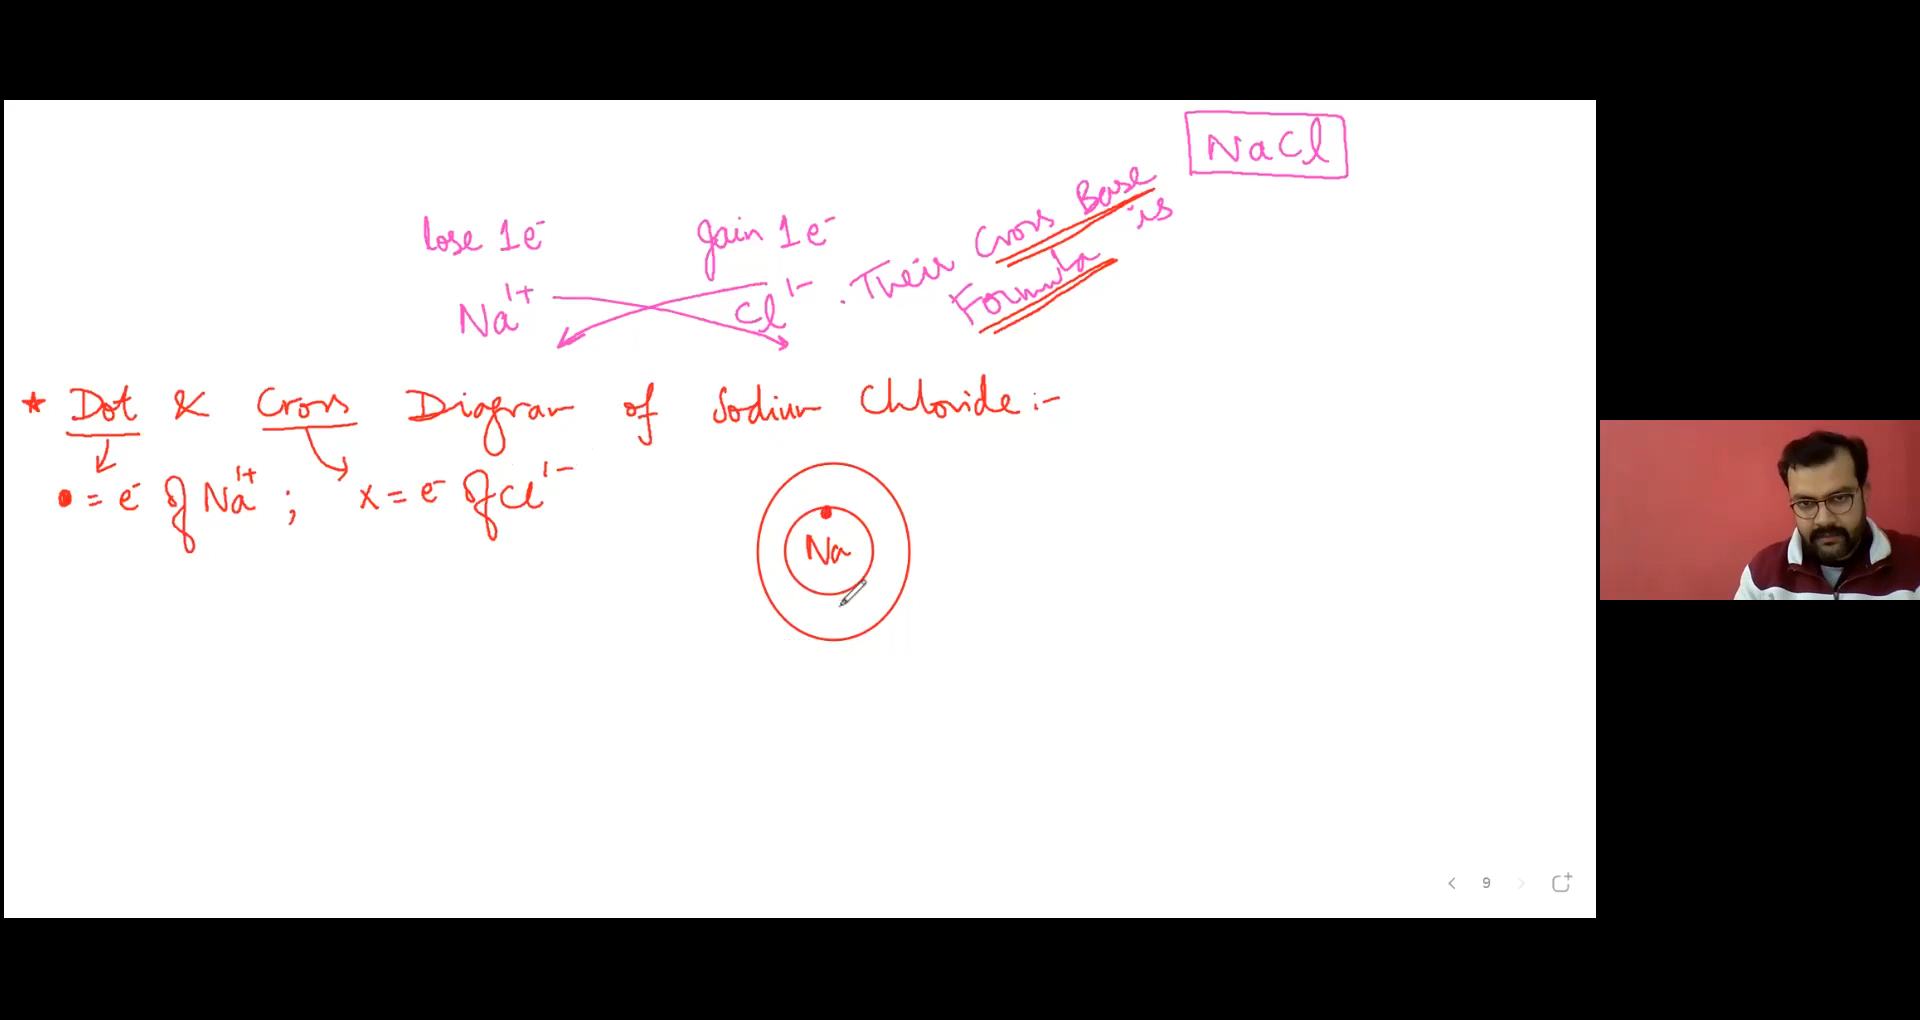 NaCl
lose 1e⁻ gain 1e⁻
Na¹⁺ Cl¹⁻ . Their Cross Base
Formula is
★ Dot & Cross Diagram of Sodium Chloride :-
• = e⁻ of Na¹⁺ ; x = e⁻ of Cl¹⁻
Na
9